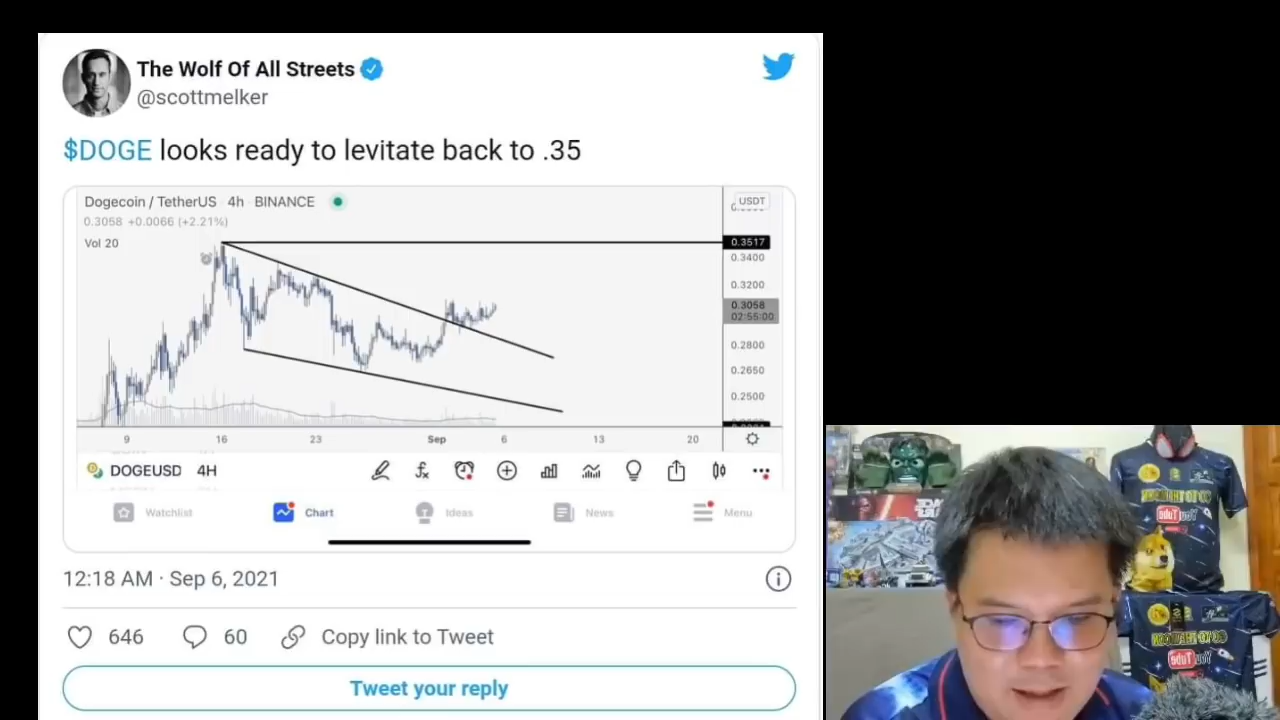 The Wolf Of All Streets
@scottmelker
$DOGE looks ready to levitate back to .35
Dogecoin / TetherUS 4h BINANCE
0.3058 +0.0066 (+2.21%)
Vol 20
USDT
0.3517
0.3400
0.3200
0.3058
02:55:00
0.2800
0.2650
0.2500
9 16 23 Sep 6 13 20
DOGEUSD 4H
Watchlist Chart Ideas News Menu
12:18 AM · Sep 6, 2021
646 60 Copy link to Tweet
Tweet your reply
YouTube
YouTube